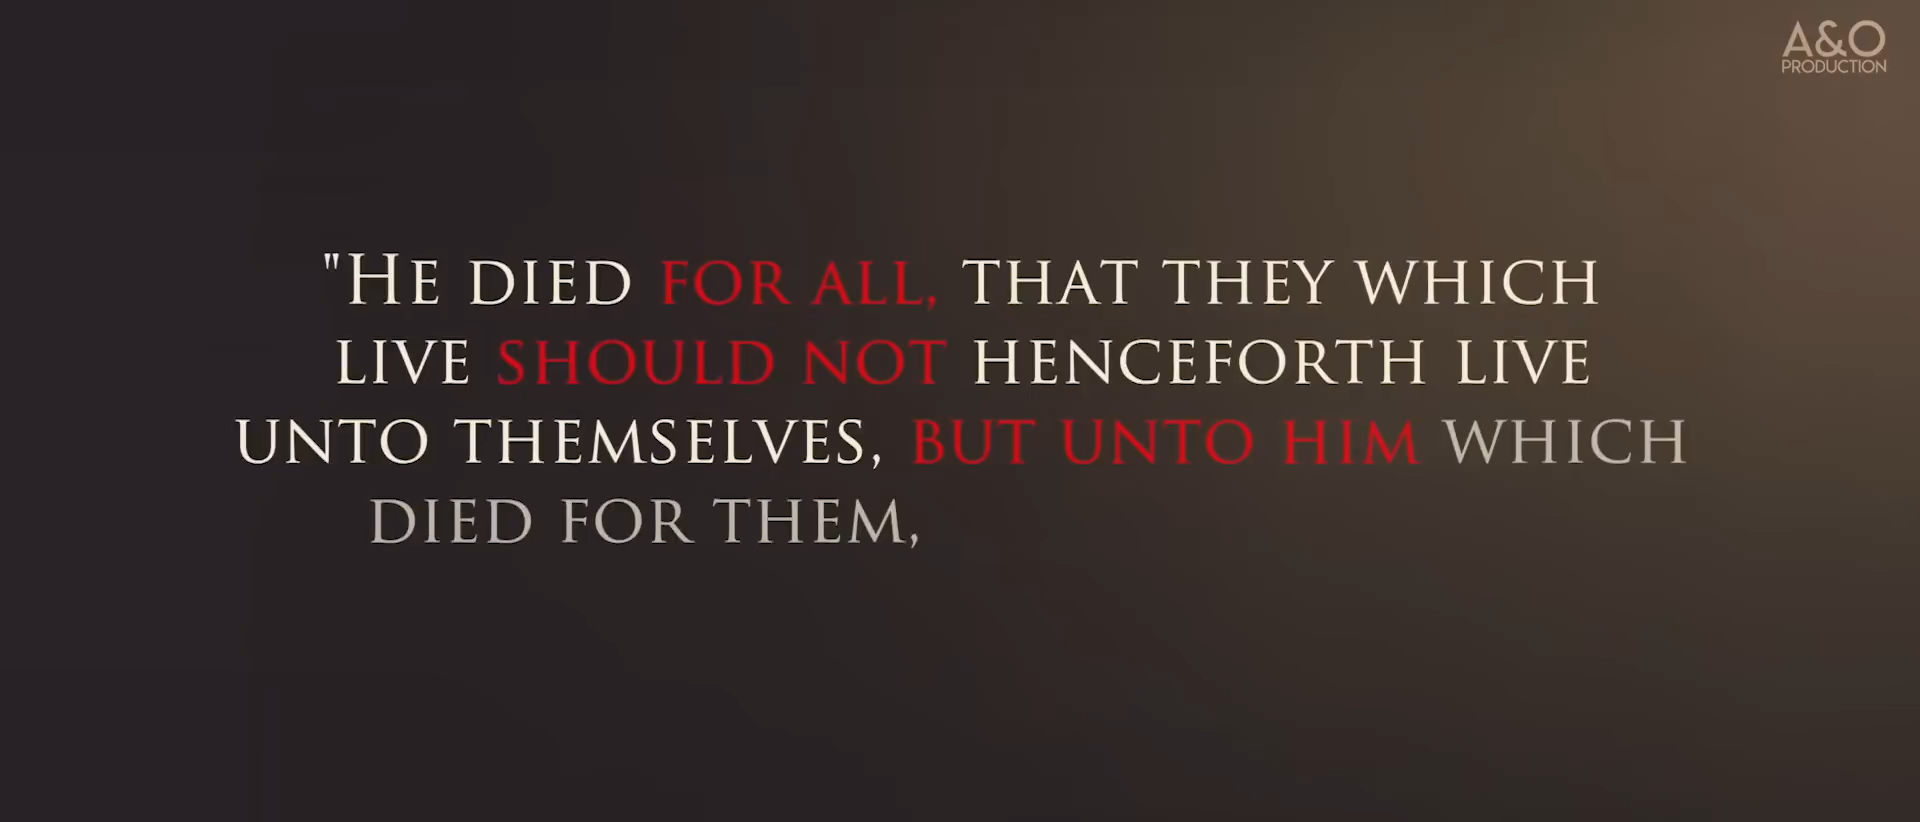 A&O
PRODUCTION
"HE DIED FOR ALL, THAT THEY WHICH
LIVE SHOULD NOT HENCEFORTH LIVE
UNTO THEMSELVES, BUT UNTO HIM WHICH
DIED FOR THEM,